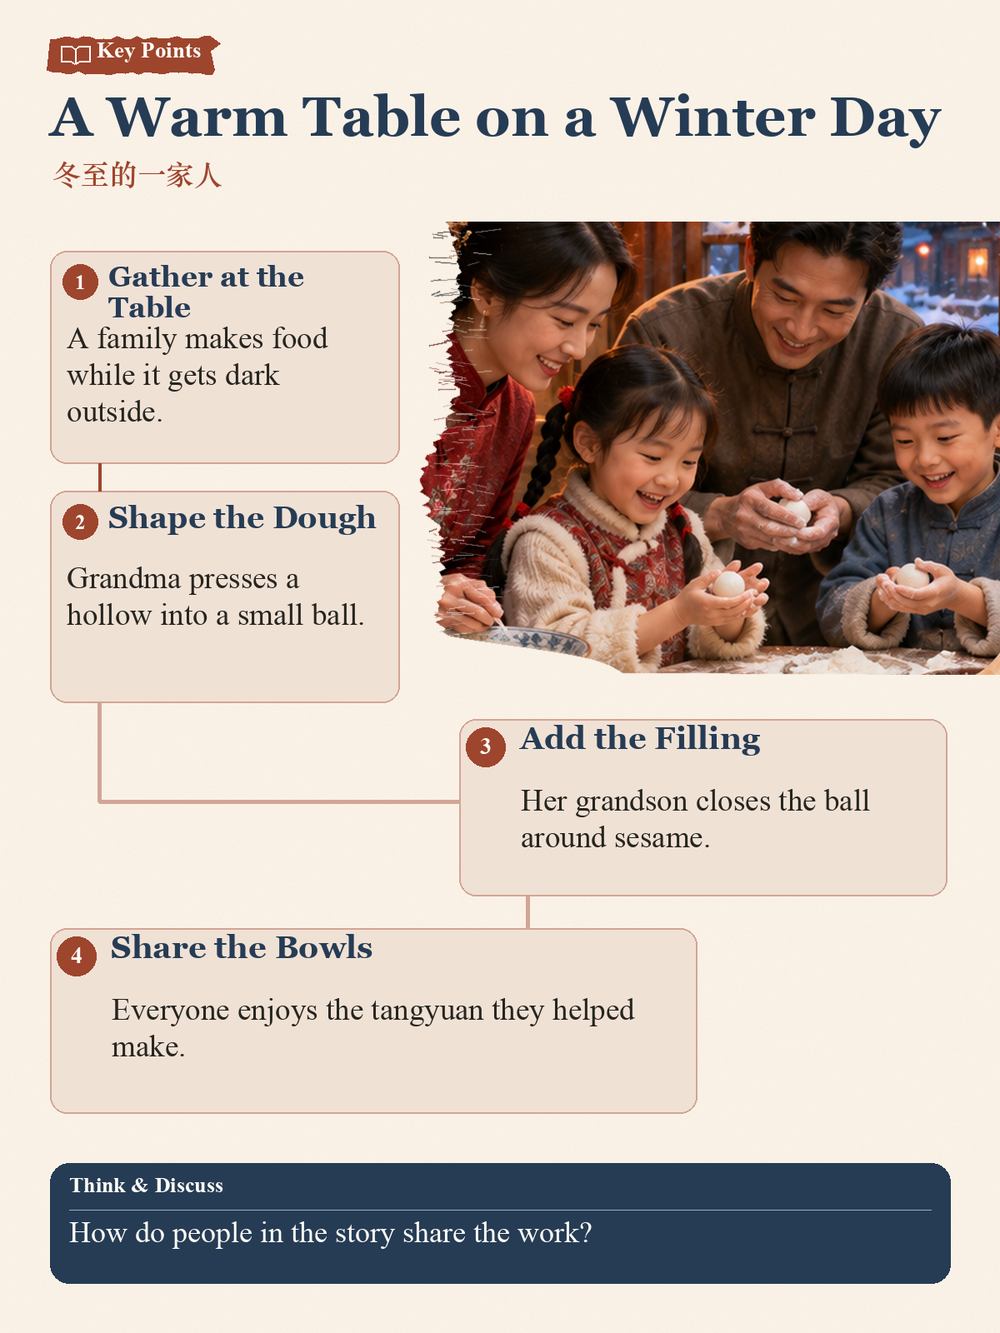 Key Points
A Warm Table on a Winter Day
冬至的一家人
1
Gather at the
Table
A family makes food
while it gets dark
outside.
2
Shape the Dough
Grandma presses a
hollow into a small ball.
3
Add the Filling
Her grandson closes the ball
around sesame.
4
Share the Bowls
Everyone enjoys the tangyuan they helped
make.
Think & Discuss
How do people in the story share the work?